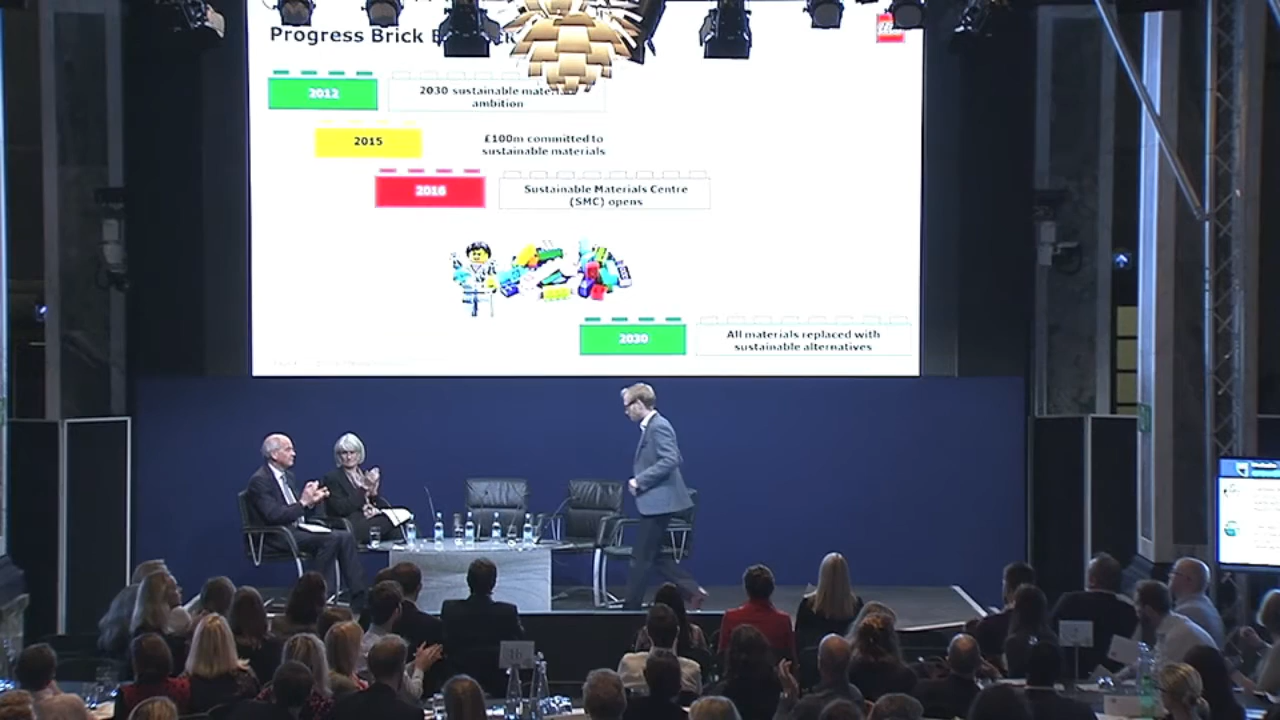 Progress Brick
2012
2030 sustainable
ambition
2015
£100m committed to
sustainable materials
2016
Sustainable Materials Centre
(SMC) opens
2030
All materials replaced with
sustainable alternatives
16